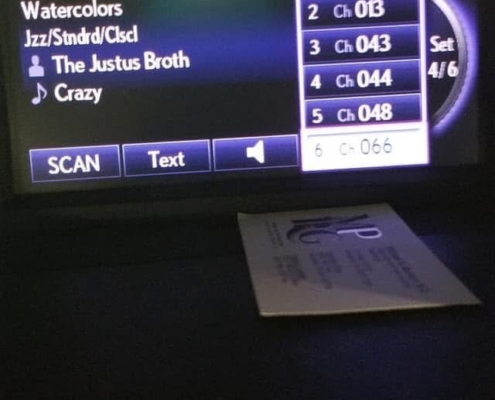 Watercolors
Jzz/Stndrd/Clscl
The Justus Broth
Crazy
SCAN
Text
2 Ch 013
3 Ch 043
4 Ch 044
5 Ch 048
6 Ch 066
Set
4/6